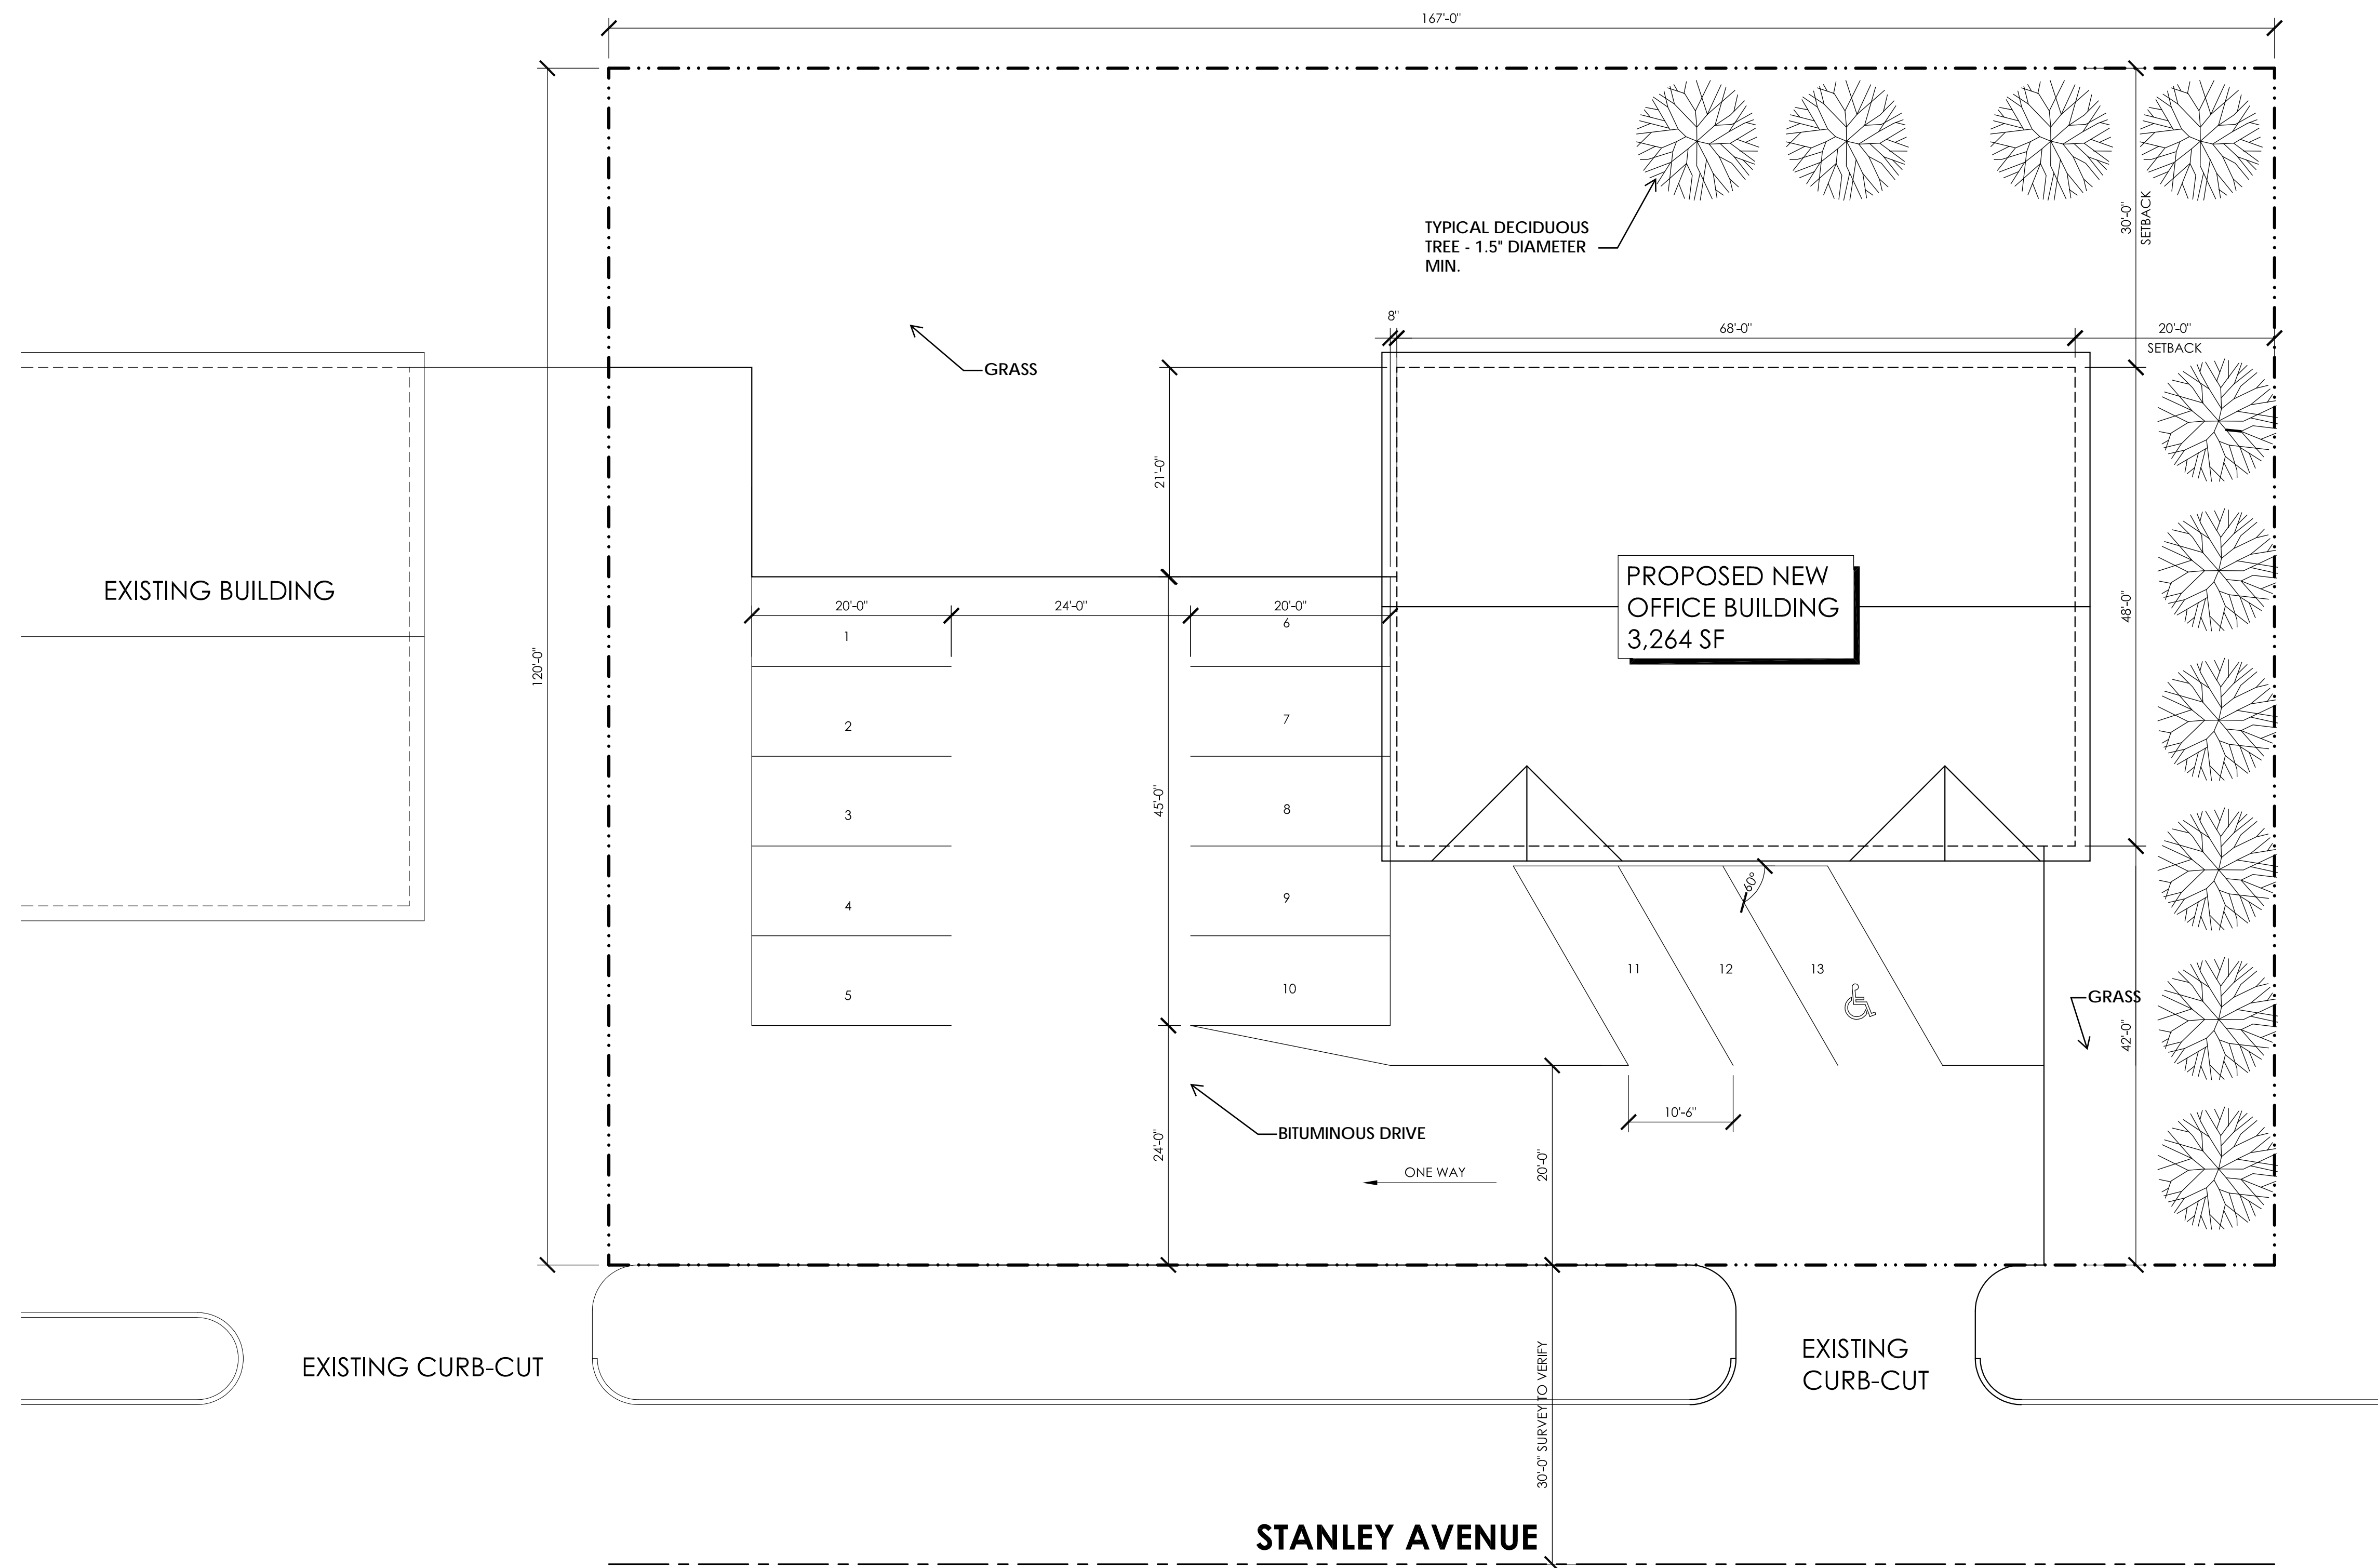 167'-0"
TYPICAL DECIDUOUS
TREE - 1.5" DIAMETER
MIN.
30'-0"
SETBACK
8"
68'-0"
20'-0"
SETBACK
GRASS
21'-0"
EXISTING BUILDING
120'-0"
20'-0"
24'-0"
20'-0"
1
2
3
4
5
6
7
8
9
10
45'-0"
PROPOSED NEW
OFFICE BUILDING
3,264 SF
48'-0"
60°
11
12
13
GRASS
42'-0"
10'-6"
BITUMINOUS DRIVE
24'-0"
20'-0"
ONE WAY
EXISTING CURB-CUT
EXISTING
CURB-CUT
30'-0" SURVEY TO VERIFY
STANLEY AVENUE